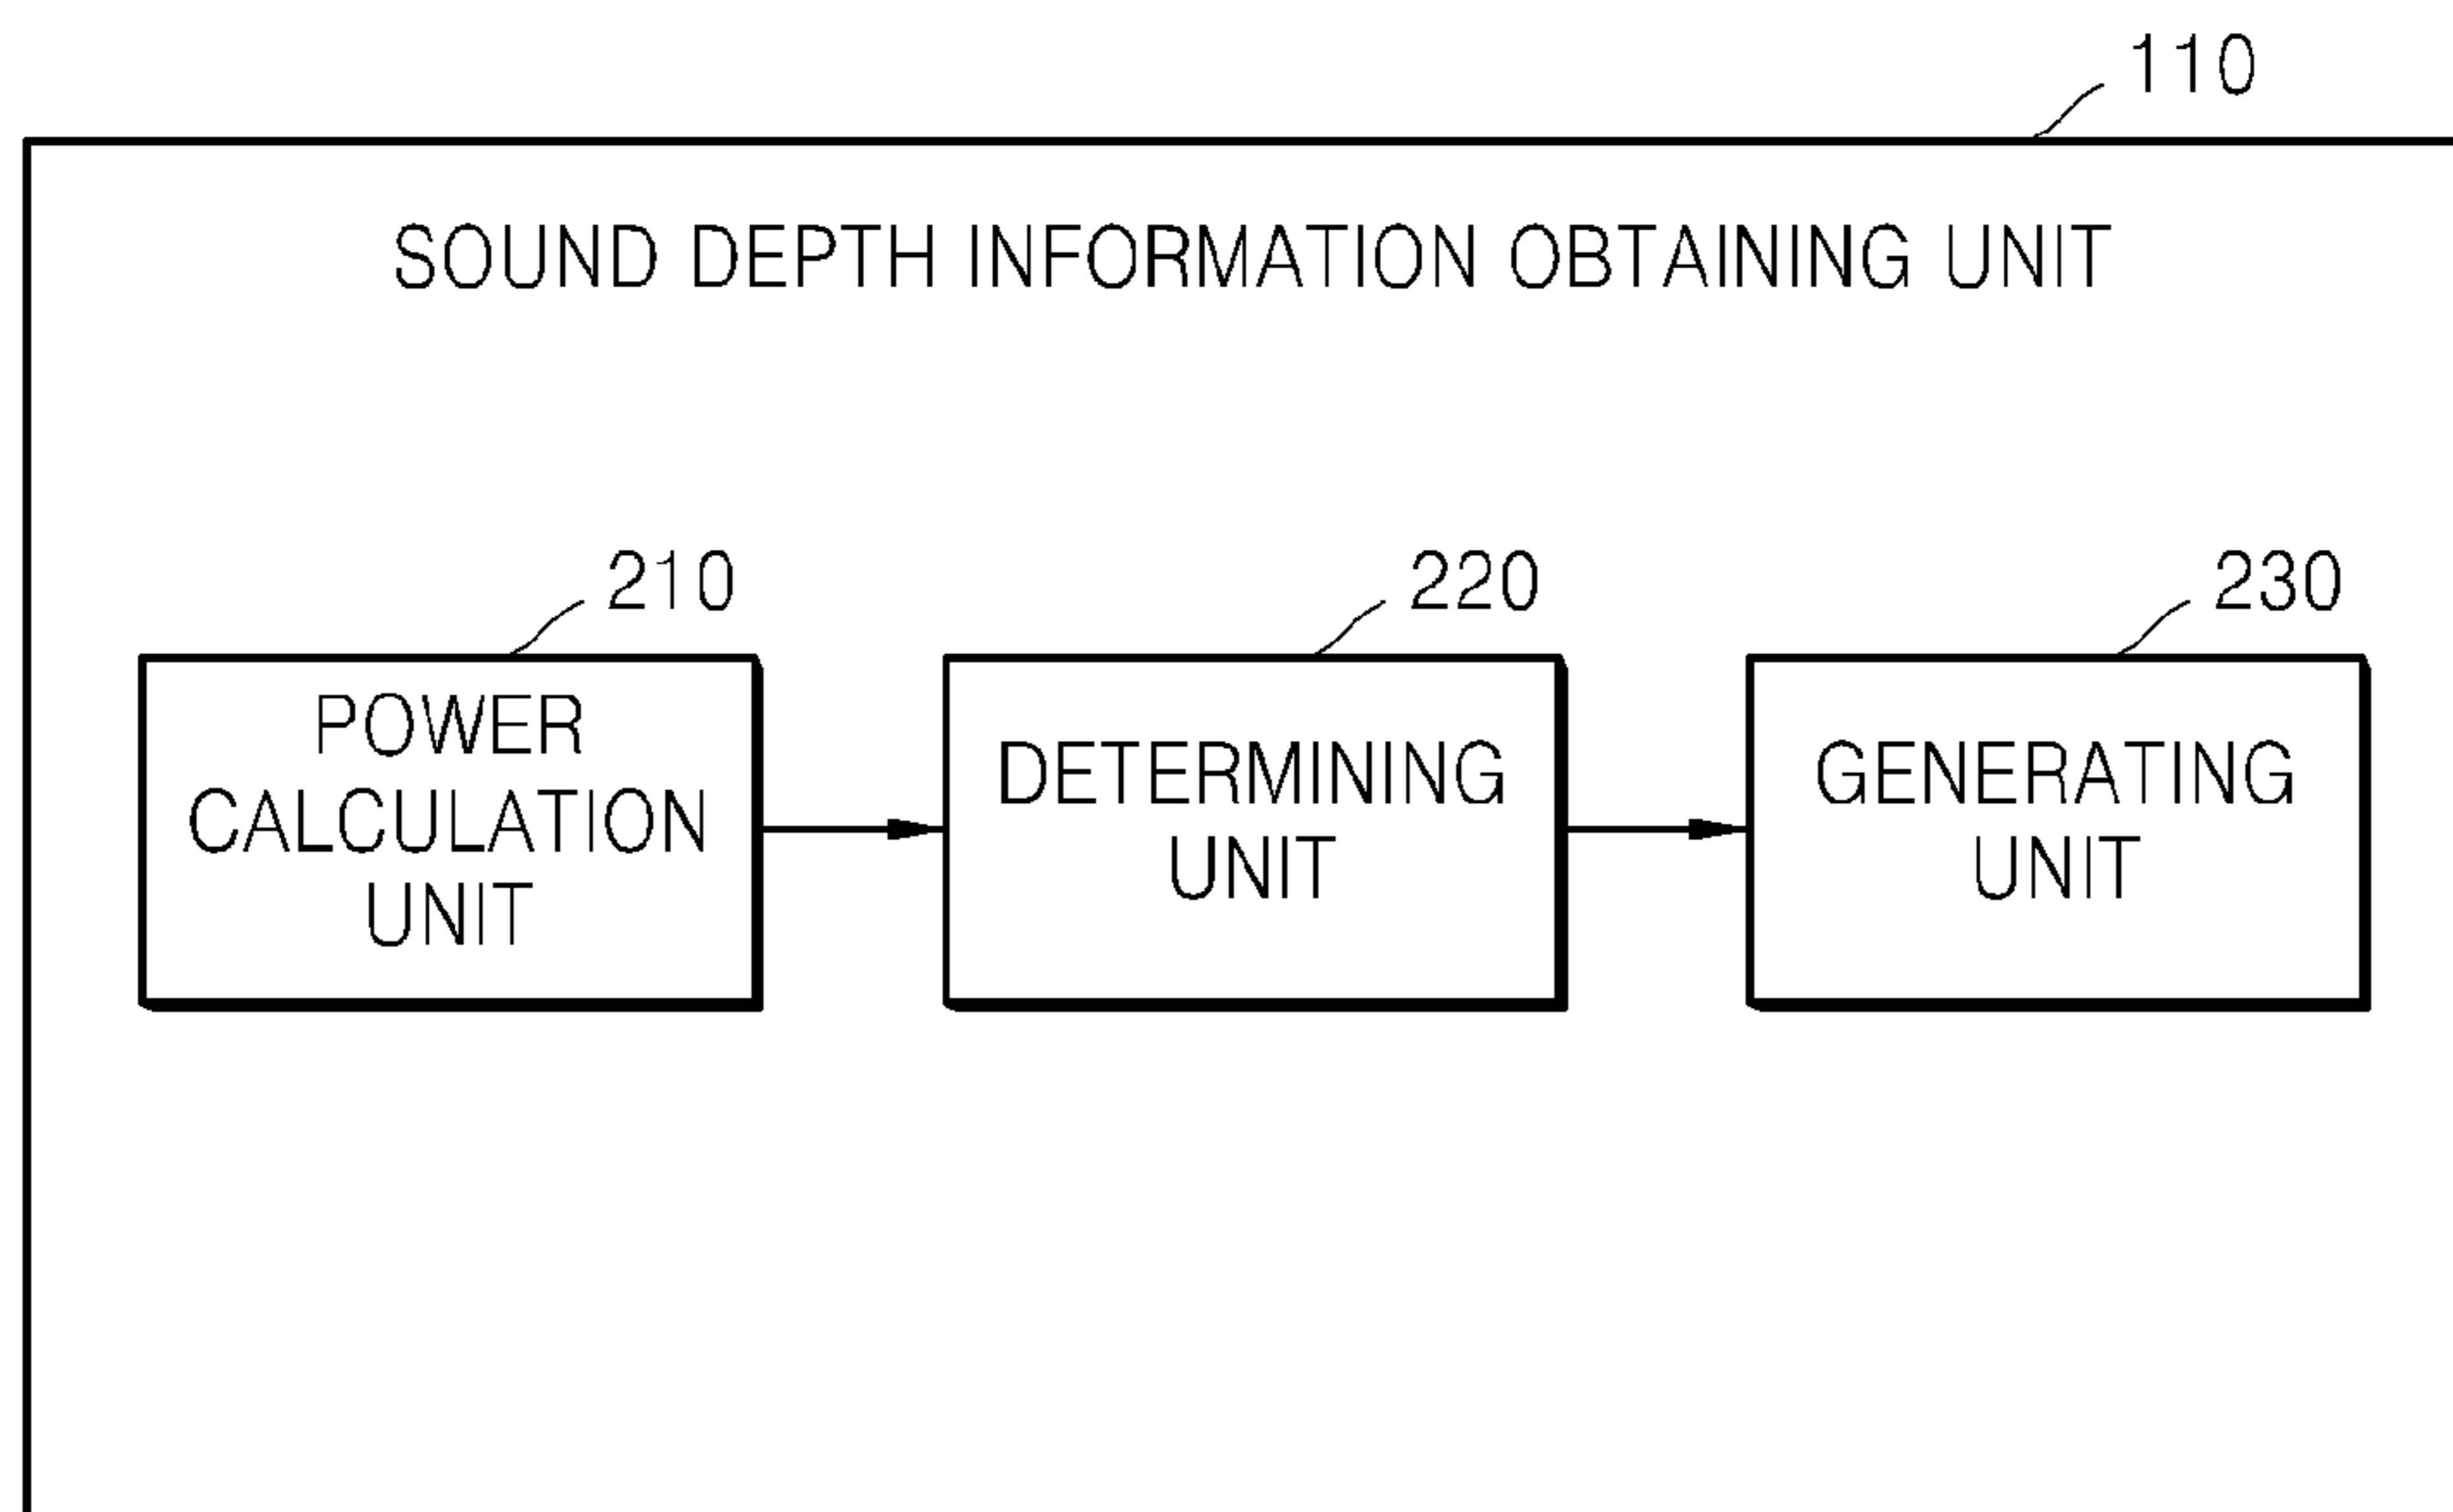 110
SOUND DEPTH INFORMATION OBTAINING UNIT
210
220
230
POWER
CALCULATION
UNIT
DETERMINING
UNIT
GENERATING
UNIT